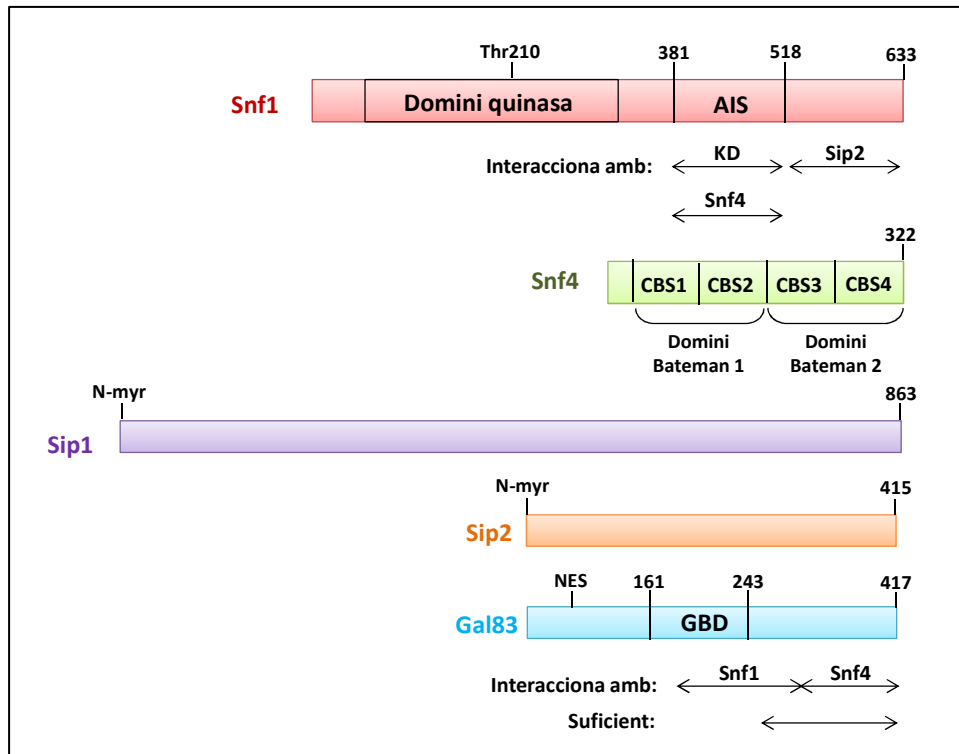 Thr210 381 518 633
Snf1 Domini quinasa AIS
Interacciona amb: KD Sip2
Snf4
322
Snf4 CBS1 CBS2 CBS3 CBS4
Domini Domini
Bateman 1 Bateman 2
N-myr 863
Sip1
N-myr 415
Sip2
NES 161 243 417
Gal83 GBD
Interacciona amb: Snf1 Snf4
Suficient: